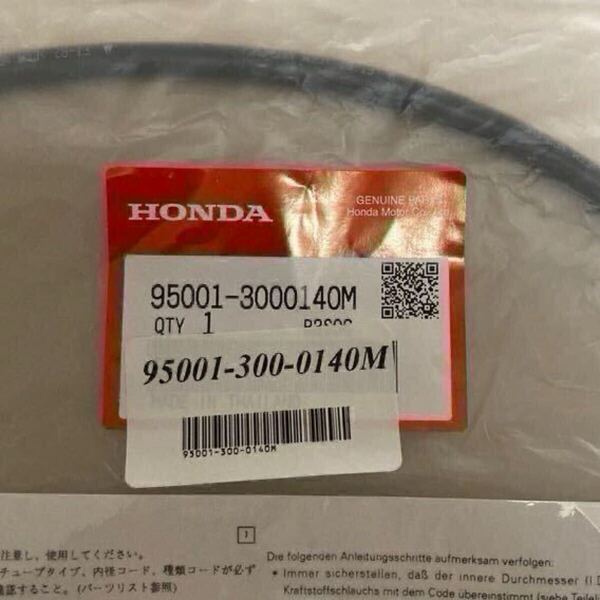 HONDA
GENUINE PARTS
Honda Motor Co., Ltd.
95001-3000140M
QTY 1
95001-300-0140M
MADE IN THAILAND
95001-300-0140M
1
注意し、使用してください。
チューブタイプ、内径コード、種類コードが必ず
確認すること。(パーツリスト参照)
Die folgenden Anleitungsschritte aufmerksam verfolgen:
* Immer sicherstellen, daß der innere Durchmesser (I
Kraftstoffschlauchs mit dem Code übereinstimmt (siehe